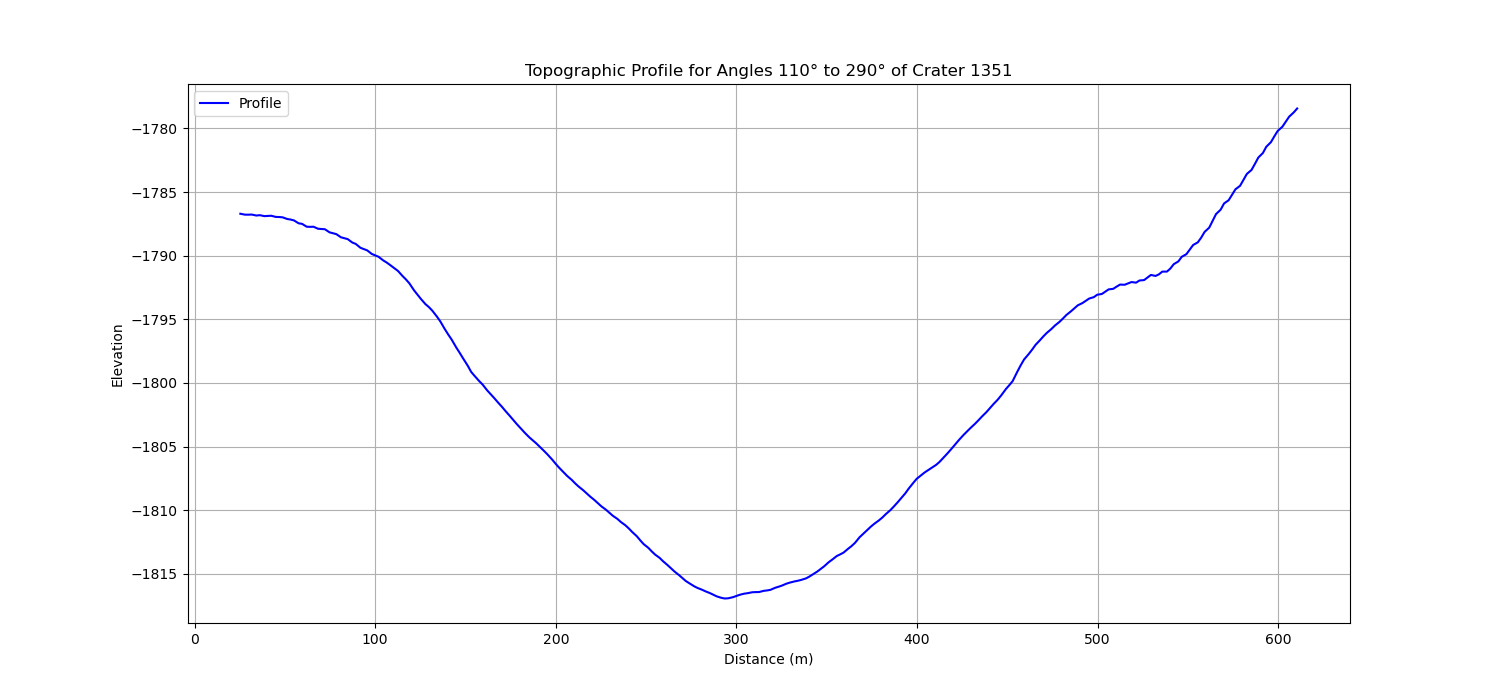 Topographic Profile for Angles 110° to 290° of Crater 1351
Profile
−1780
−1785
−1790
−1795
−1800
−1805
−1810
−1815
Elevation
0 100 200 300 400 500 600
Distance (m)